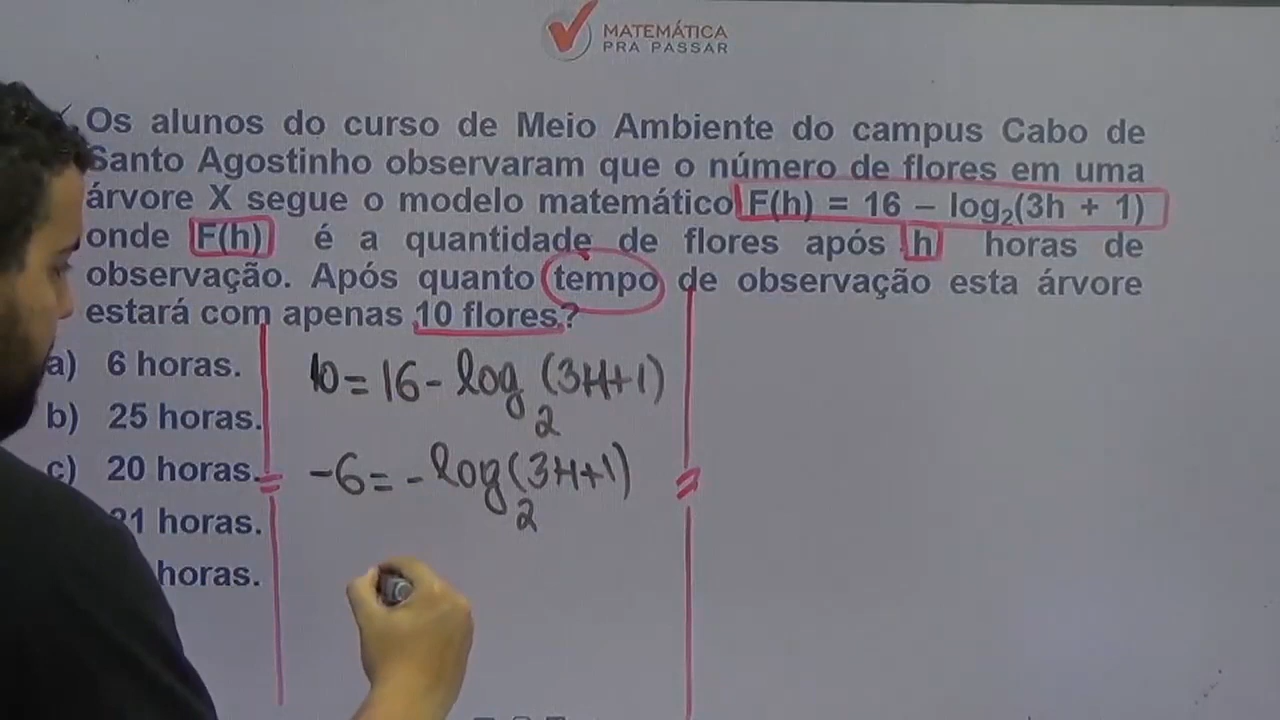 MATEMÁTICA
PRA PASSAR
Os alunos do curso de Meio Ambiente do campus Cabo de
Santo Agostinho observaram que o número de flores em uma
árvore X segue o modelo matemático F(h) = 16 – log₂(3h + 1)
onde F(h) é a quantidade de flores após h horas de
observação. Após quanto tempo de observação esta árvore
estará com apenas 10 flores?
a) 6 horas.
b) 25 horas.
c) 20 horas.
21 horas.
horas.
10 = 16 - log₂(3H+1)
-6 = - log₂(3H+1)